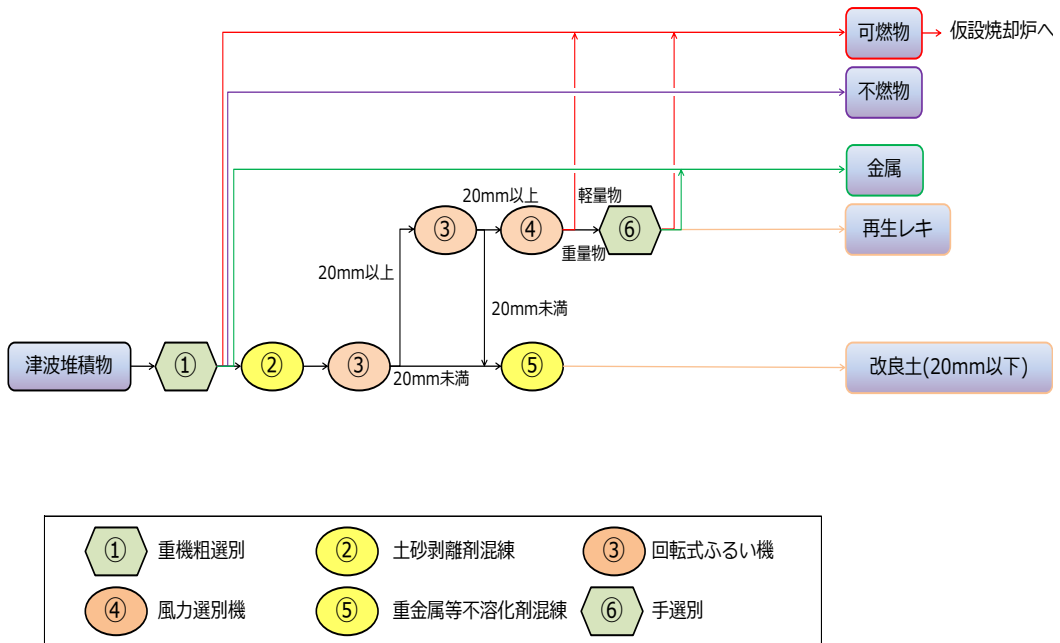 可燃物
仮設焼却炉へ
不燃物
金属
20mm以上
軽量物
③
④
⑥
再生レキ
重量物
20mm以上
20mm未満
津波堆積物
①
②
③
20mm未満
⑤
改良土(20mm以下)
① 重機粗選別
② 土砂剥離剤混練
③ 回転式ふるい機
④ 風力選別機
⑤ 重金属等不溶化剤混練
⑥ 手選別